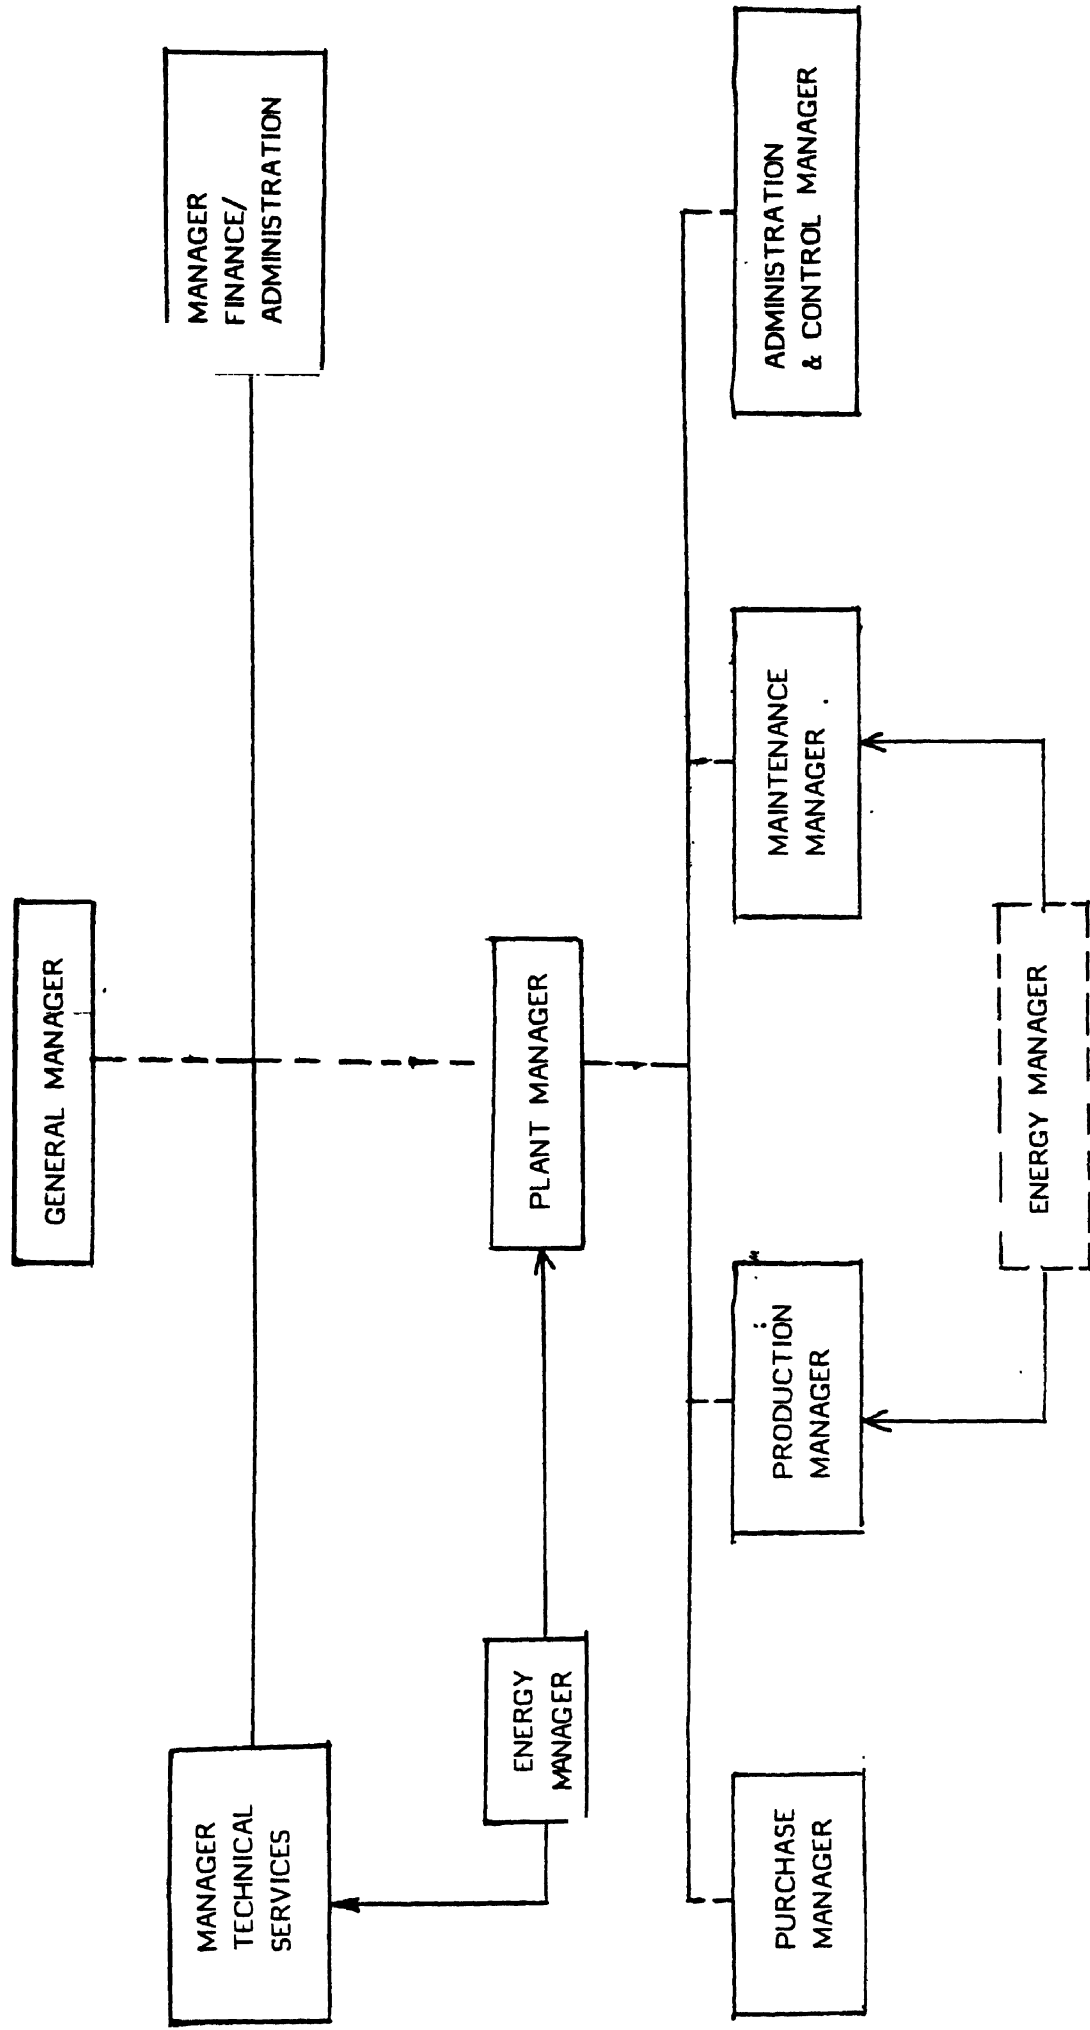 GENERAL MANAGER
MANAGER
TECHNICAL
SERVICES
MANAGER
FINANCE/
ADMINISTRATION
ENERGY
MANAGER
PLANT MANAGER
PURCHASE
MANAGER
PRODUCTION
MANAGER
MAINTENANCE
MANAGER
ADMINISTRATION
& CONTROL MANAGER
ENERGY MANAGER